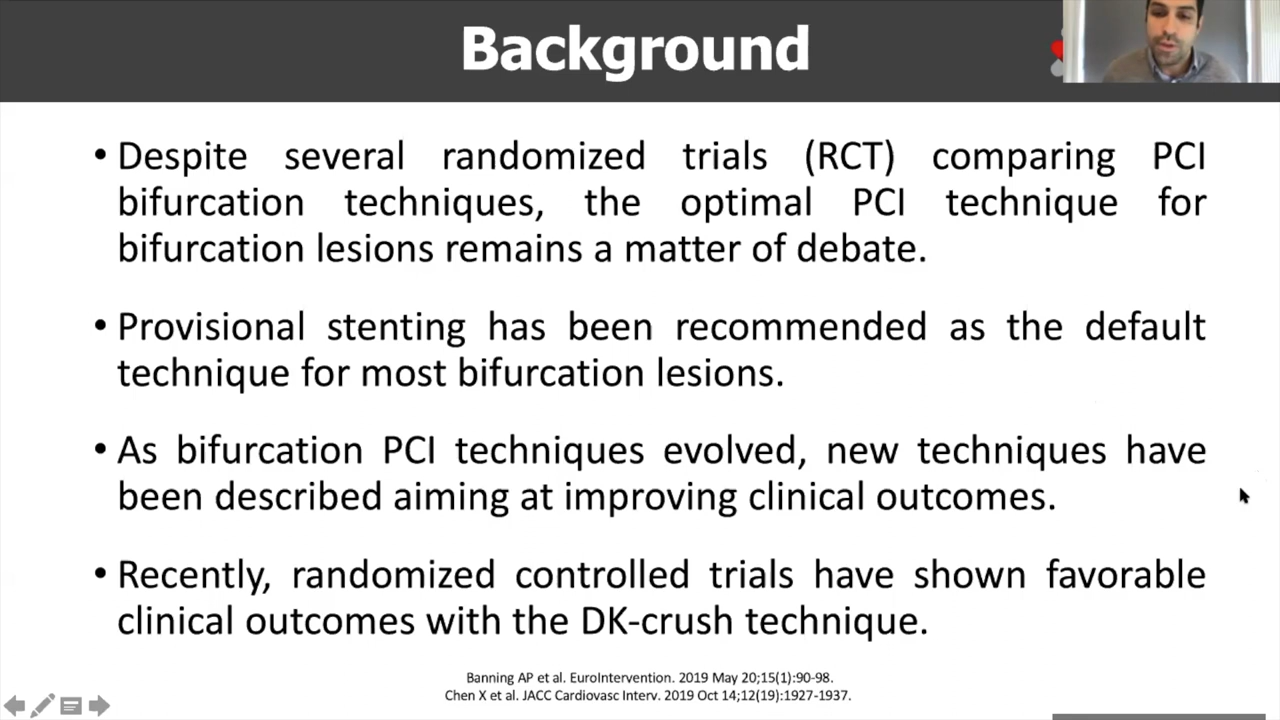 Background
• Despite several randomized trials (RCT) comparing PCI
bifurcation techniques, the optimal PCI technique for
bifurcation lesions remains a matter of debate.
• Provisional stenting has been recommended as the default
technique for most bifurcation lesions.
• As bifurcation PCI techniques evolved, new techniques have
been described aiming at improving clinical outcomes.
• Recently, randomized controlled trials have shown favorable
clinical outcomes with the DK-crush technique.
Banning AP et al. EuroIntervention. 2019 May 20;15(1):90-98.
Chen X et al. JACC Cardiovasc Interv. 2019 Oct 14;12(19):1927-1937.